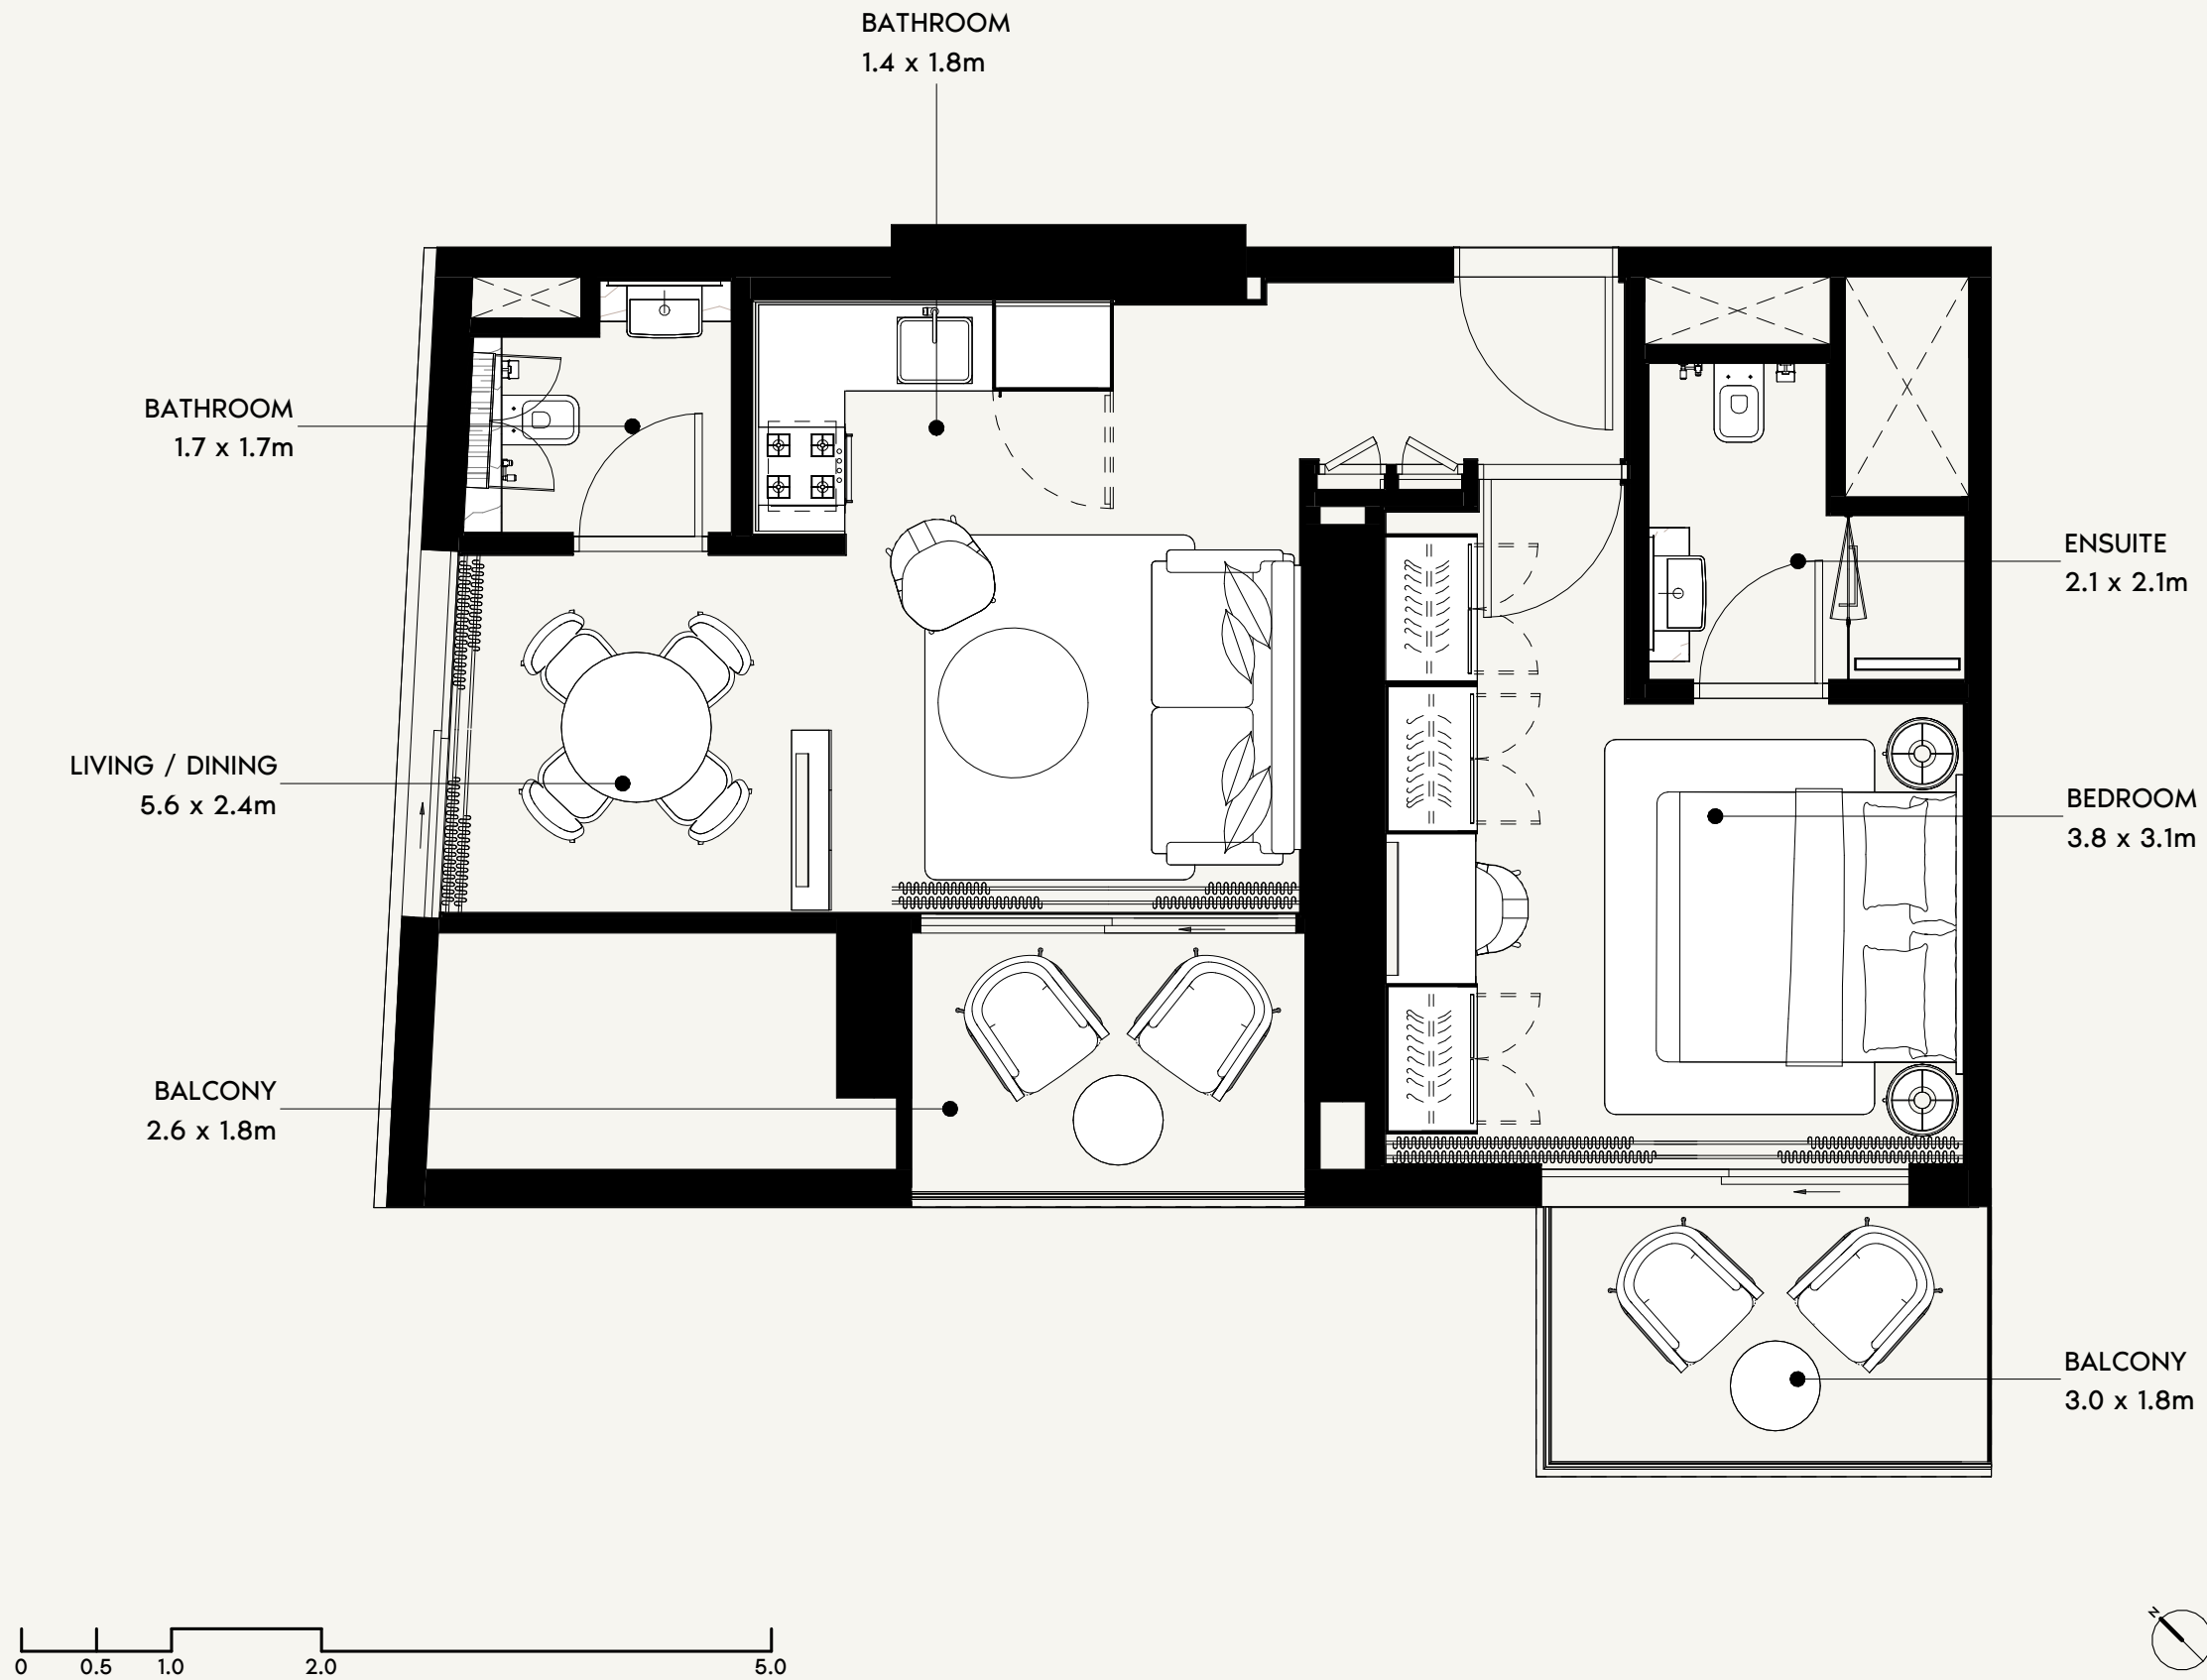 BATHROOM
1.4 x 1.8m
BATHROOM
1.7 x 1.7m
ENSUITE
2.1 x 2.1m
LIVING / DINING
5.6 x 2.4m
BEDROOM
3.8 x 3.1m
BALCONY
2.6 x 1.8m
BALCONY
3.0 x 1.8m
0 0.5 1.0 2.0 5.0
N